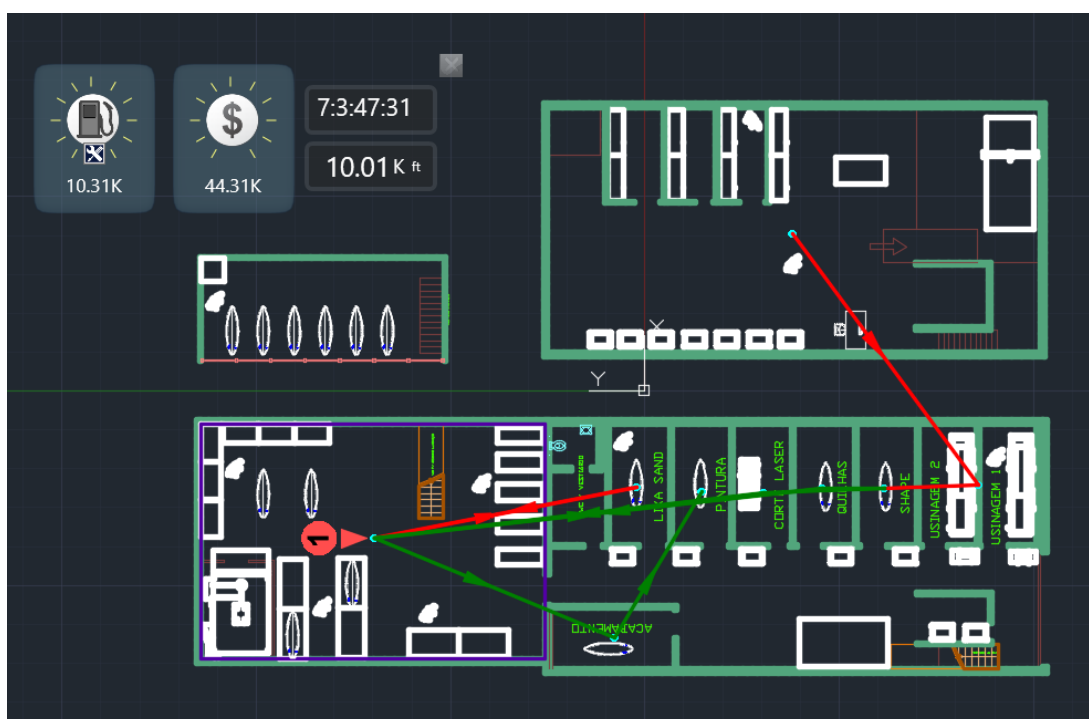 7:3:47:31
$
10.31K
44.31K
10.01 K ft
X
Y
1
LIXA SAND
PINTURA
CORTE LASER
QUILHAS
SHAPE
USINAGEM 2
USINAGEM 1
ACABAMENTO